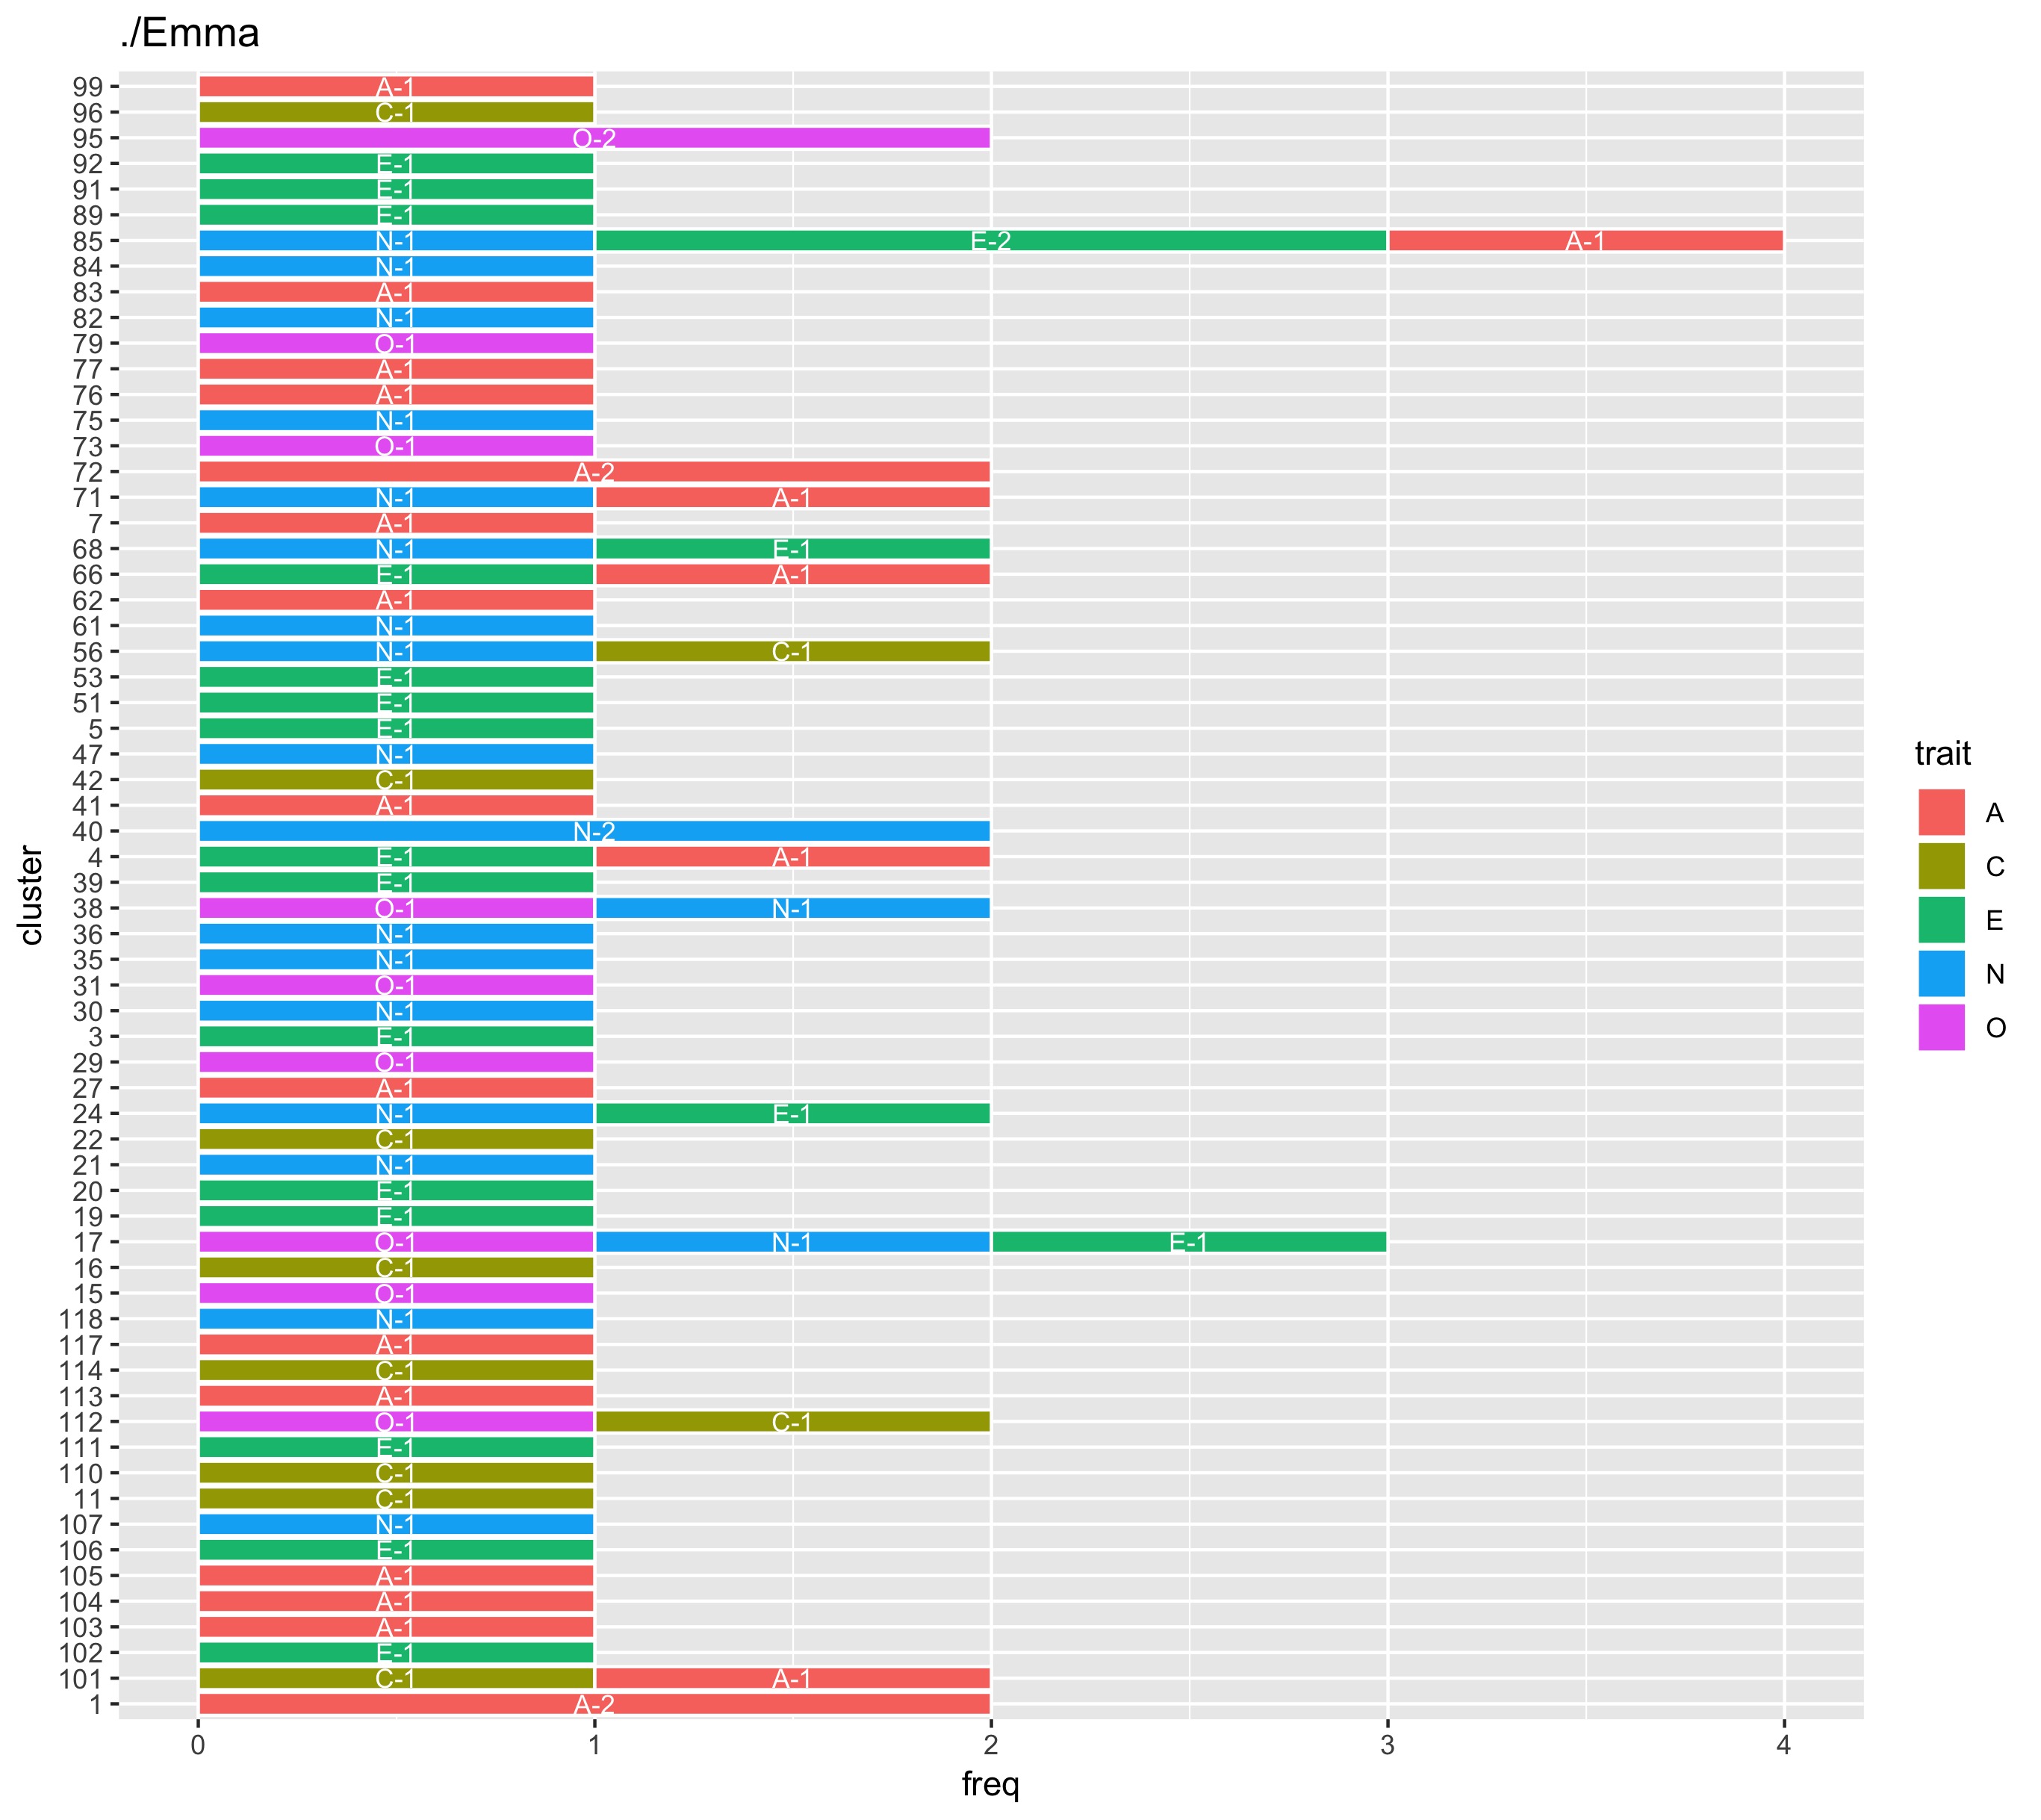 ./Emma
99 A-1
96 C-1
95 O-2
92 E-1
91 E-1
89 E-1
85 N-1 E-2 A-1
84 N-1
83 A-1
82 N-1
79 O-1
77 A-1
76 A-1
75 N-1
73 O-1
72 A-2
71 N-1 A-1
7 A-1
68 N-1 E-1
66 E-1 A-1
62 A-1
61 N-1
56 N-1 C-1
53 E-1
51 E-1
5 E-1
47 N-1
42 C-1
41 A-1
40 N-2
4 E-1 A-1
39 E-1
38 O-1 N-1
36 N-1
35 N-1
31 O-1
30 N-1
3 E-1
29 O-1
27 A-1
24 N-1 E-1
22 C-1
21 N-1
20 E-1
19 E-1
17 O-1 N-1 E-1
16 C-1
15 O-1
118 N-1
117 A-1
114 C-1
113 A-1
112 O-1 C-1
111 E-1
110 C-1
11 C-1
107 N-1
106 E-1
105 A-1
104 A-1
103 A-1
102 E-1
101 C-1 A-1
1 A-2
0 1 2 3 4
freq
cluster
trait
A
C
E
N
O